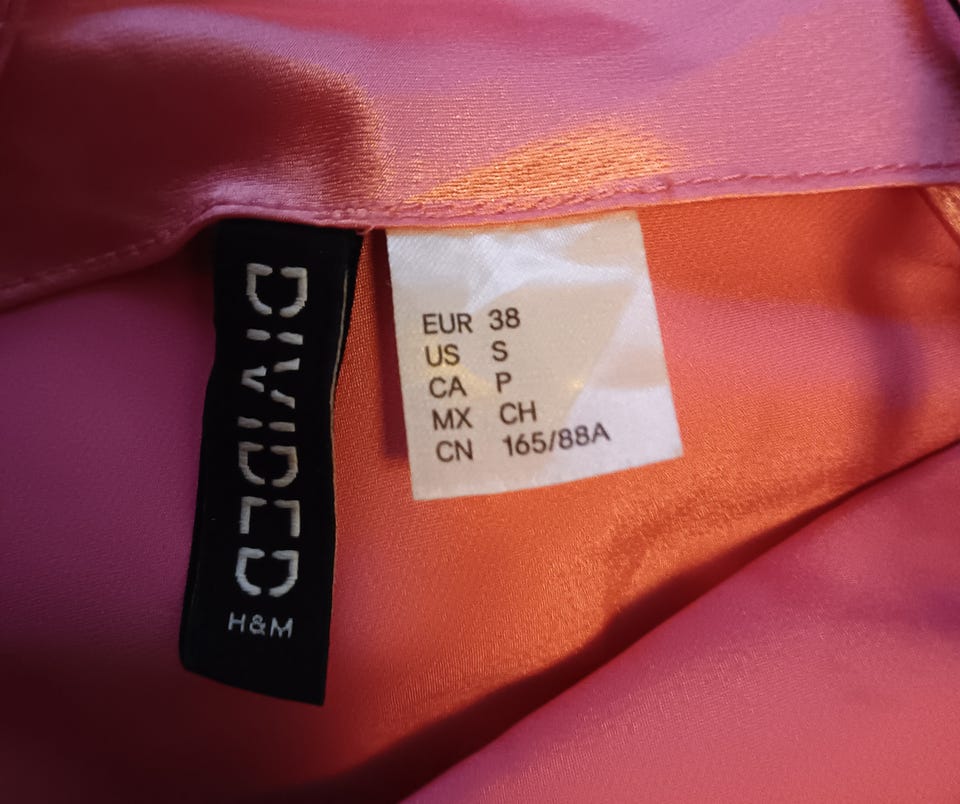 DIVIDED
H&M
EUR 38
US S
CA P
MX CH
CN 165/88A